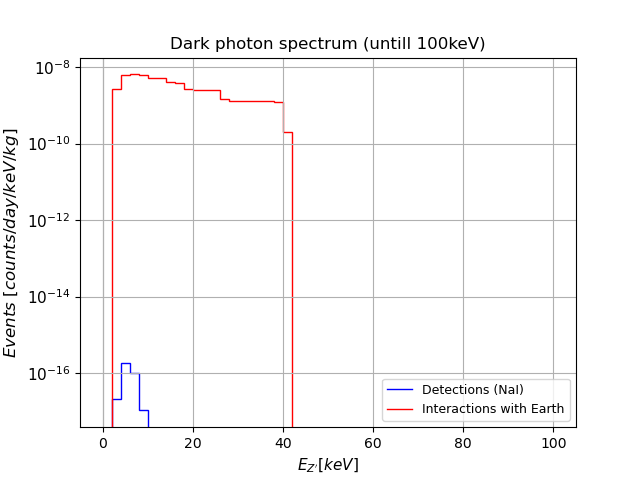 Dark photon spectrum (untill 100keV)
Events [counts/day/keV/kg]
10⁻⁸
10⁻¹⁰
10⁻¹²
10⁻¹⁴
10⁻¹⁶
Detections (NaI)
Interactions with Earth
0 20 40 60 80 100
E_{Z'}[keV]